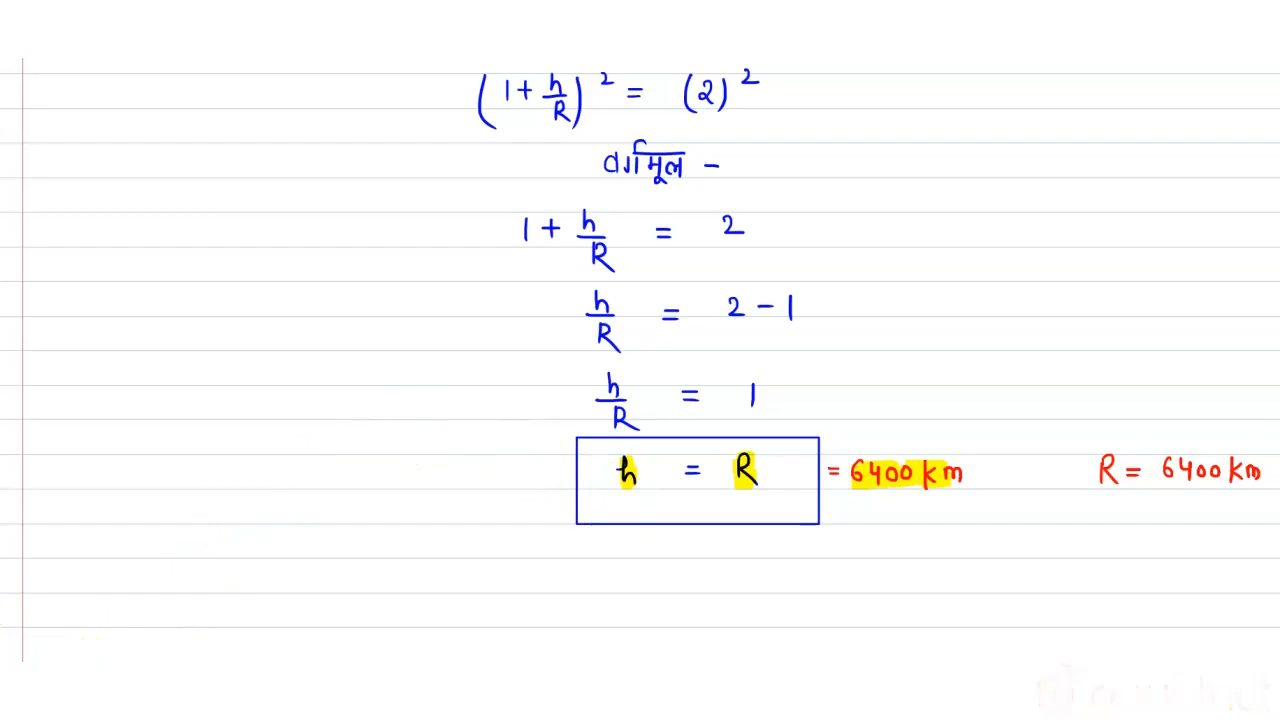 (1 + h/R)² = (2)²
वर्गमूल –
1 + h/R = 2
h/R = 2 - 1
h/R = 1
h = R = 6400 km R = 6400 km